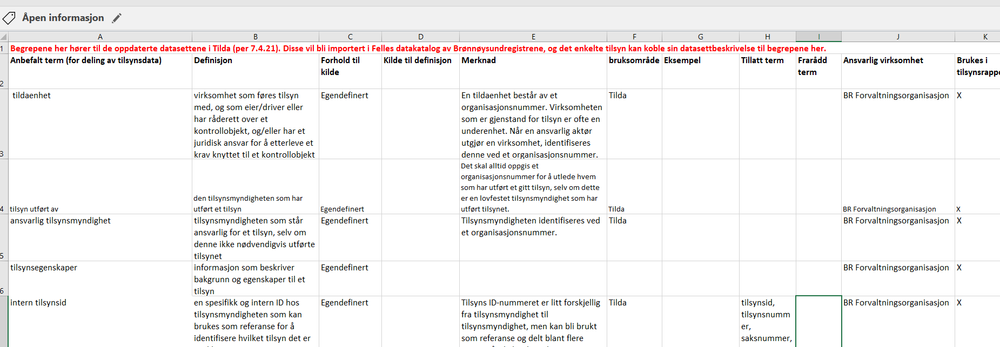 Åpen informasjon
A B C D E F G H I J K
1 Begrepene her hører til de oppdaterte datasettene i Tilda (per 7.4.21). Disse vil bli importert i Felles datakatalog av Brønnøysundregistrene, og det enkelte tilsyn kan koble sin datasettbeskrivelse til begrepene her.
2
Anbefalt term (for deling av tilsynsdata)
Definisjon
Forhold til
kilde
Kilde til definisjon
Merknad
bruksområde
Eksempel
Tillatt term
Frarådd
term
Ansvarlig virksomhet
Brukes i
3
tildaenhet
virksomhet som føres tilsyn
med, og som eier/driver eller
har råderett over et
kontrollobjekt, og/eller har et
juridisk ansvar for å etterleve et
krav knyttet til et kontrollobjekt
Egendefinert
En tildaenhet består av et
organisasjonsnummer. Virksomheten
som er gjenstand for tilsyn er ofte en
underenhet. Når en ansvarlig aktør
utgjør en virksomhet, identifiseres
denne ved et organisasjonsnummer.
Tilda
BR Forvaltningsorganisasjon
X
4
tilsyn utført av
den tilsynsmyndigheten som har
utført et tilsyn
Egendefinert
Det skal alltid oppgis et
organisasjonsnummer for å utlede hvem
som har utført et gitt tilsyn, selv om dette
er en lovfestet tilsynsmyndighet som har
utført tilsynet.
Tilda
BR Forvaltningsorganisasjon
X
5
ansvarlig tilsynsmyndighet
tilsynsmyndigheten som står
ansvarlig for et tilsyn, selv om
denne ikke nødvendigvis utførte
tilsynet
Egendefinert
Tilsynsmyndigheten identifiseres ved
et organisasjonsnummer.
Tilda
BR Forvaltningsorganisasjon
X
6
tilsynsegenskaper
informasjon som beskriver
bakgrunn og egenskaper til et
tilsyn
Egendefinert
BR Forvaltningsorganisasjon
X
intern tilsynsid
en spesifikk og intern ID hos
tilsynsmyndigheten som kan
brukes som referanse for å
identifisere hvilket tilsyn det er
Egendefinert
Tilsyns ID-nummeret er litt forskjellig
fra tilsynsmyndighet til
tilsynsmyndighet, men kan bli brukt
som referanse og delt blant flere
Tilda
tilsynsid,
tilsynsnumm
er,
saksnummer,
BR Forvaltningsorganisasjon
X